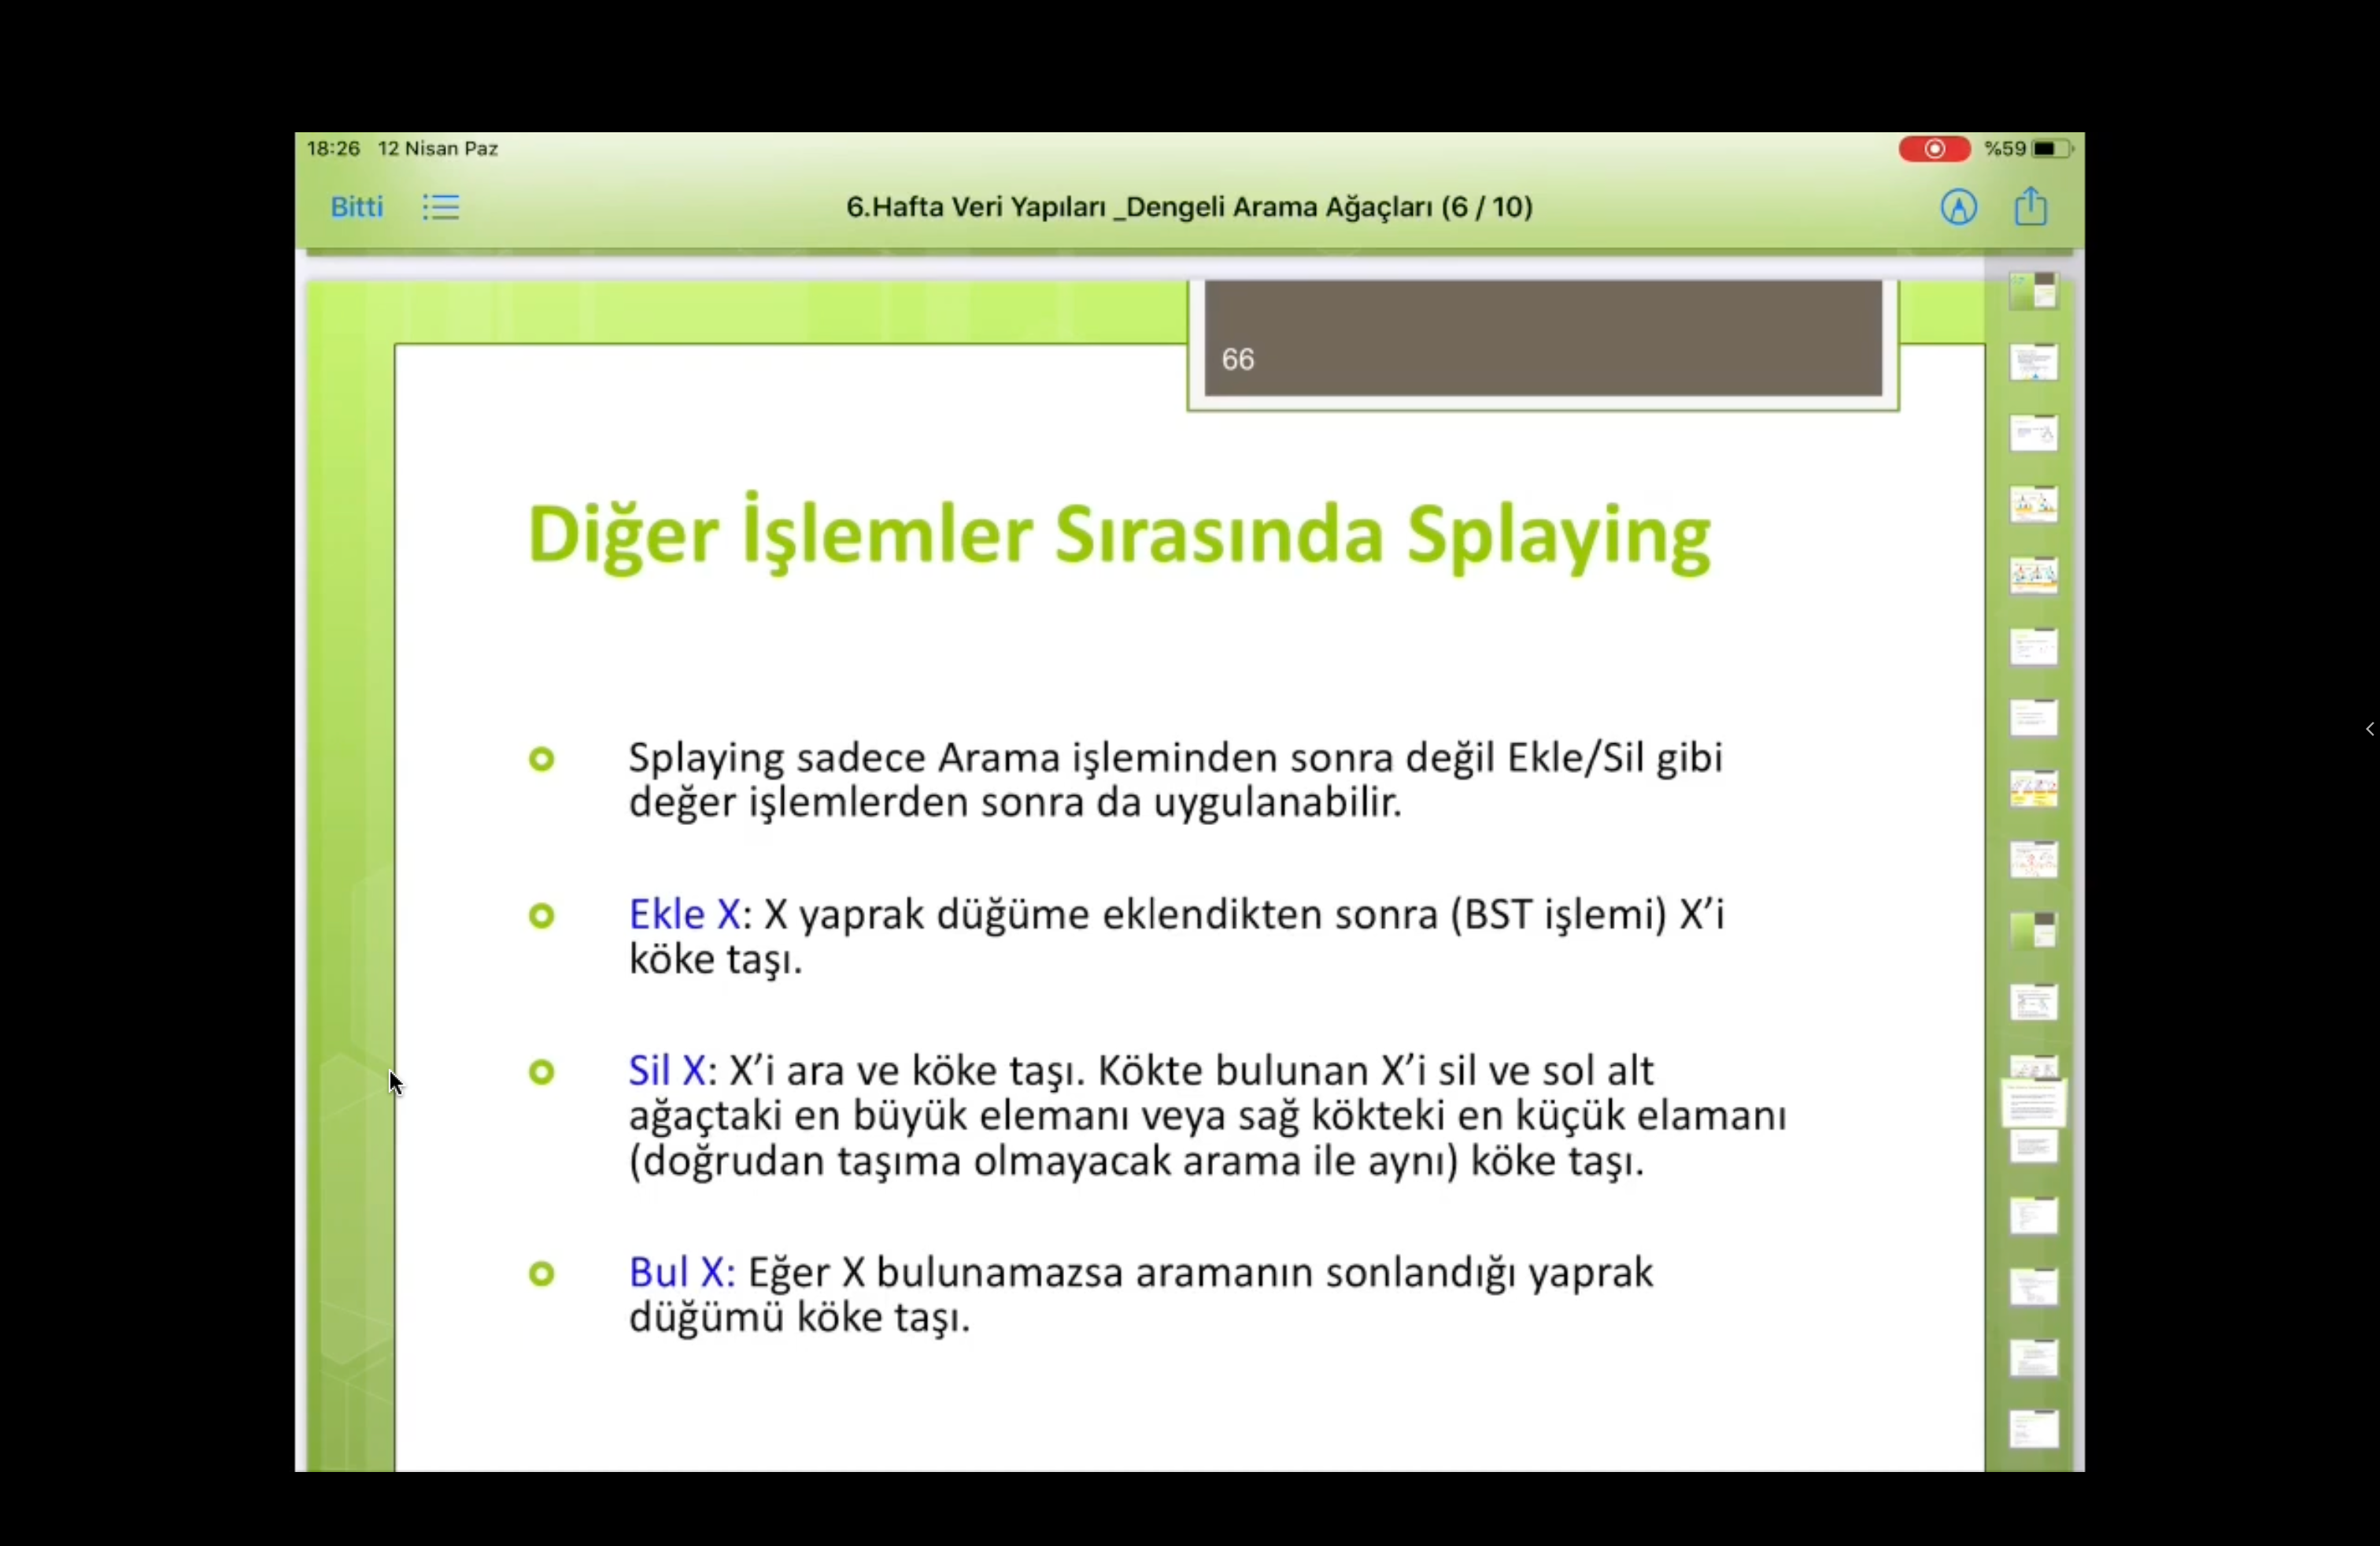 18:26 12 Nisan Paz
%59
Bitti
6.Hafta Veri Yapıları _Dengeli Arama Ağaçları (6 / 10)
66
Diğer İşlemler Sırasında Splaying
Splaying sadece Arama işleminden sonra değil Ekle/Sil gibi
değer işlemlerden sonra da uygulanabilir.
Ekle X: X yaprak düğüme eklendikten sonra (BST işlemi) X’i
köke taşı.
Sil X: X’i ara ve köke taşı. Kökte bulunan X’i sil ve sol alt
ağaçtaki en büyük elemanı veya sağ kökteki en küçük elamanı
(doğrudan taşıma olmayacak arama ile aynı) köke taşı.
Bul X: Eğer X bulunamazsa aramanın sonlandığı yaprak
düğümü köke taşı.